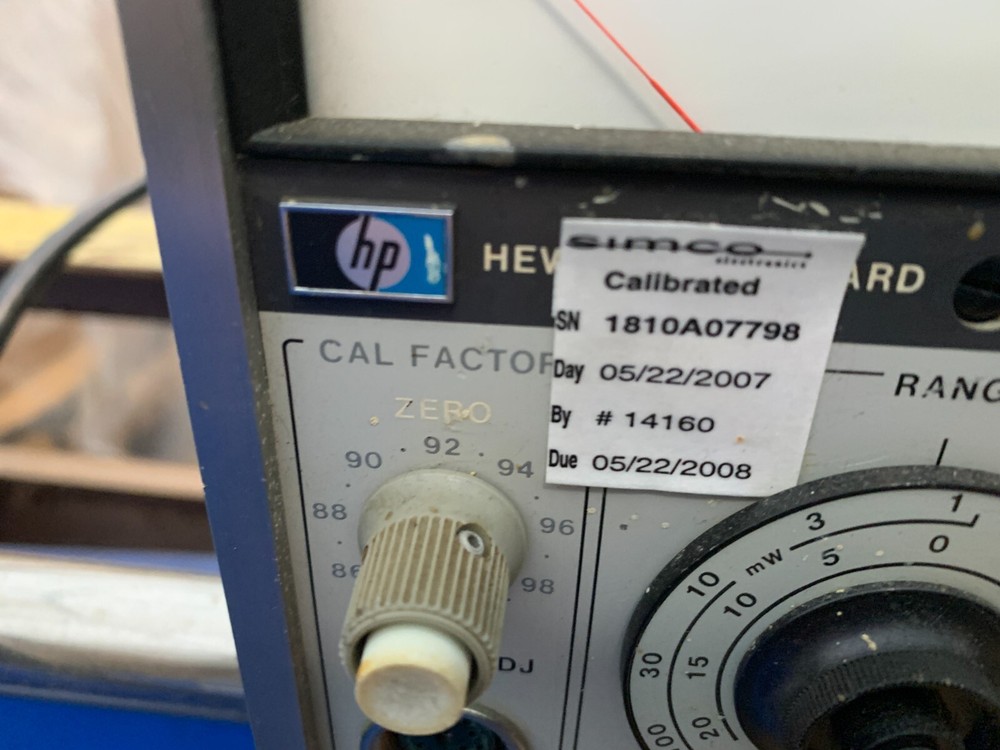 hp
HEW ARD
simco
electronics
Calibrated
SN 1810A07798
Day 05/22/2007
By # 14160
Due 05/22/2008
CAL FACTOR
ZERO
86 88 90 92 94 96 98
DJ
RANG
1 3 10 30
mW
0 5 10 15 20